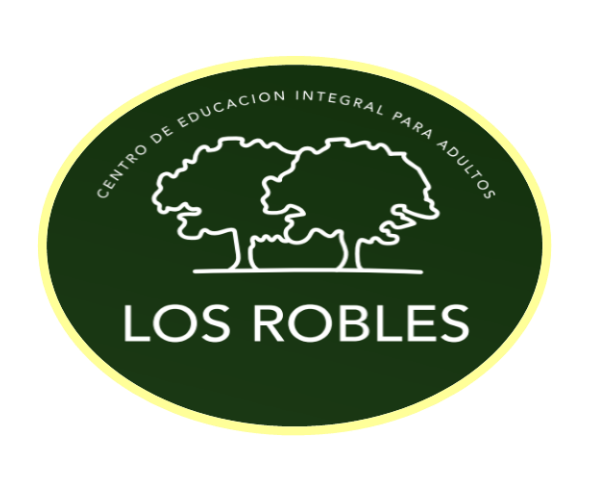 CENTRO DE EDUCACION INTEGRAL PARA ADULTOS
LOS ROBLES